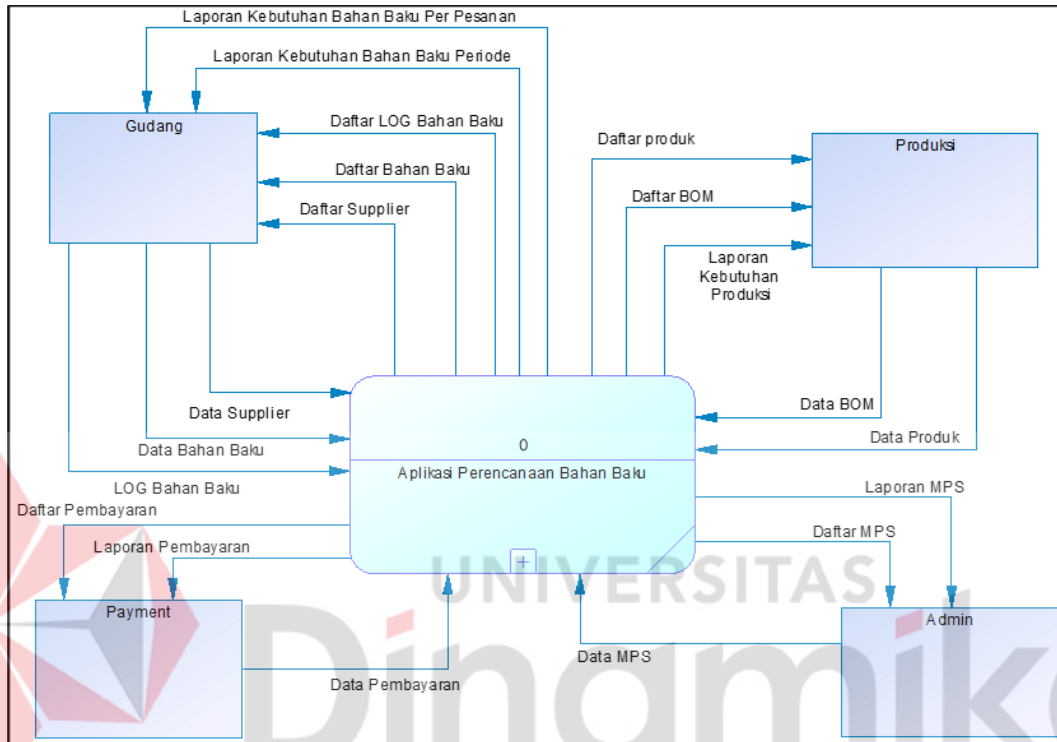 Laporan Kebutuhan Bahan Baku Per Pesanan
Laporan Kebutuhan Bahan Baku Periode
Gudang
Daftar LOG Bahan Baku
Daftar Bahan Baku
Daftar Supplier
Daftar produk
Produksi
Daftar BOM
Laporan
Kebutuhan
Produksi
Data Supplier
Data Bahan Baku
LOG Bahan Baku
Data BOM
Data Produk
0
Aplikasi Perencanaan Bahan Baku
Daftar Pembayaran
Laporan Pembayaran
Laporan MPS
Daftar MPS
Payment
Admin
Data Pembayaran
Data MPS
UNIVERSITAS
Dinamika